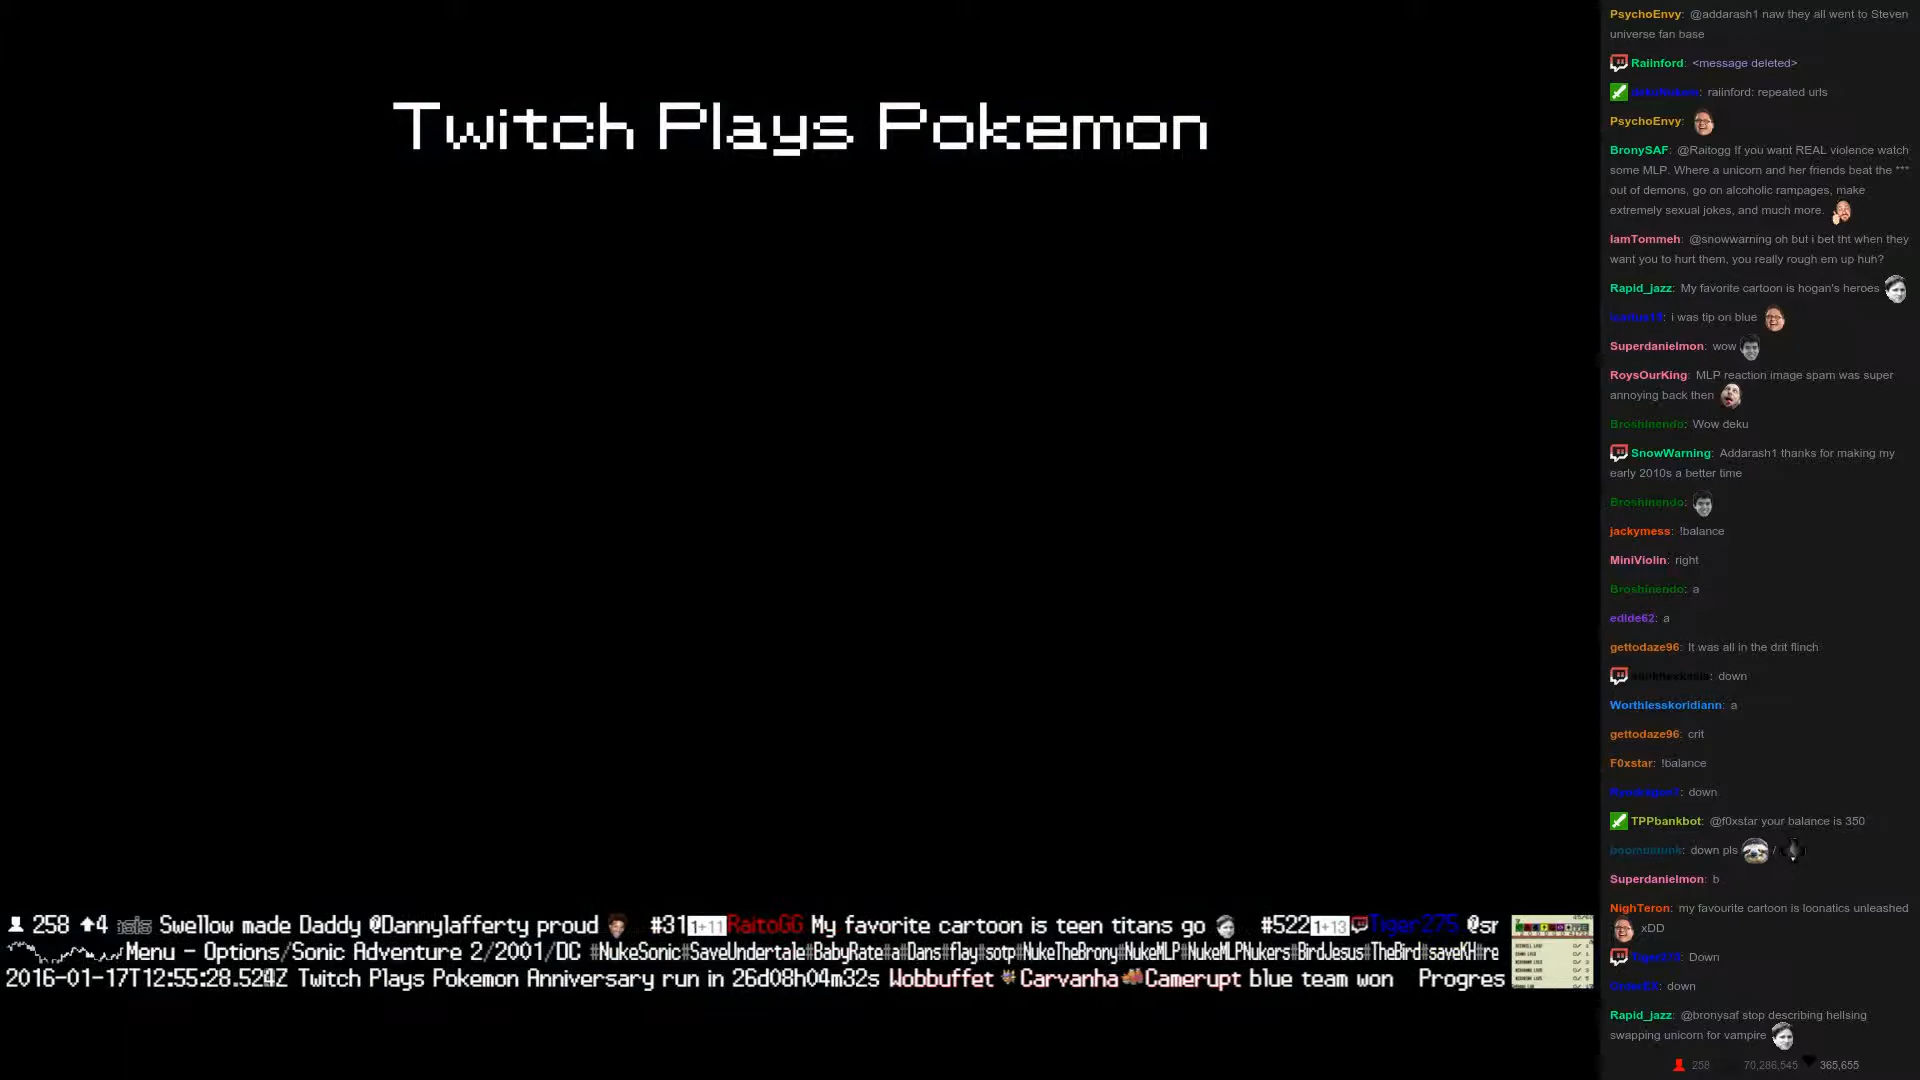 Twitch Plays Pokemon
258 4 Swellow made Daddy @Dannylafferty proud #31 1+11 RaitoGG My favorite cartoon is teen titans go #522 1+13 Tiger275 @sr
Menu - Options/Sonic Adventure 2/2001/DC #NukeSonic#SaveUndertale#BabyRate#a#Dans#flay#sotp#NukeTheBrony#NukeMLP#NukeMLPNukers#BirdJesus#TheBird#saveKH#re
2016-01-17T12:55:28.524Z Twitch Plays Pokemon Anniversary run in 26d08h04m32s Wobbuffet Carvanha Camerupt blue team won Progres
PsychoEnvy: @addarash1 naw they all went to Steven
universe fan base
Raiinford: <message deleted>
raiinford: repeated urls
PsychoEnvy:
BronySAF: @Raitogg If you want REAL violence watch
some MLP. Where a unicorn and her friends beat the ***
out of demons, go on alcoholic rampages, make
extremely sexual jokes, and much more.
IamTommeh: @snowwarning oh but i bet tht when they
want you to hurt them, you really rough em up huh?
Rapid_jazz: My favorite cartoon is hogan's heroes
: i was tip on blue
Superdanielmon: wow
RoysOurKing: MLP reaction image spam was super
annoying back then
Broshinendo: Wow deku
SnowWarning: Addarash1 thanks for making my
early 2010s a better time
Broshinendo:
jackymess: !balance
MiniViolin: right
Broshinendo: a
edide62: a
gettodaze96: It was all in the drit flinch
: down
Worthlesskoridiann: a
gettodaze96: crit
F0xstar: !balance
: down
TPPbankbot: @f0xstar your balance is 350
: down pls /
Superdanielmon: b
NighTeron: my favourite cartoon is loonatics unleashed
xDD
Tiger275: Down
OrderEX: down
Rapid_jazz: @bronysaf stop describing hellsing
swapping unicorn for vampire
258 70,286,545 365,655